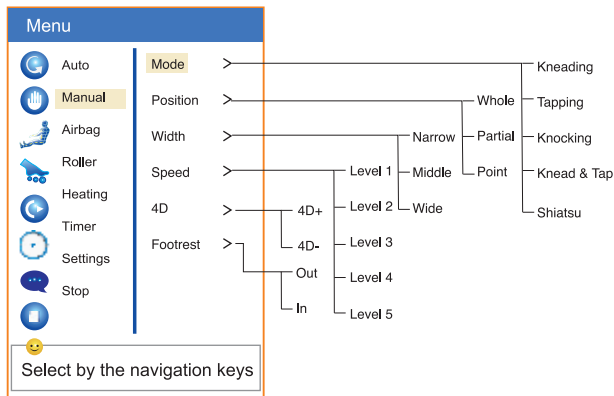 Menu
Auto
Manual
Airbag
Roller
Heating
Timer
Settings
Stop
Mode >
Position >
Width >
Speed >
4D >
Footrest >
4D+
4D-
Out
In
Level 1
Level 2
Level 3
Level 4
Level 5
Narrow
Middle
Wide
Whole
Partial
Point
Kneading
Tapping
Knocking
Knead & Tap
Shiatsu
Select by the navigation keys